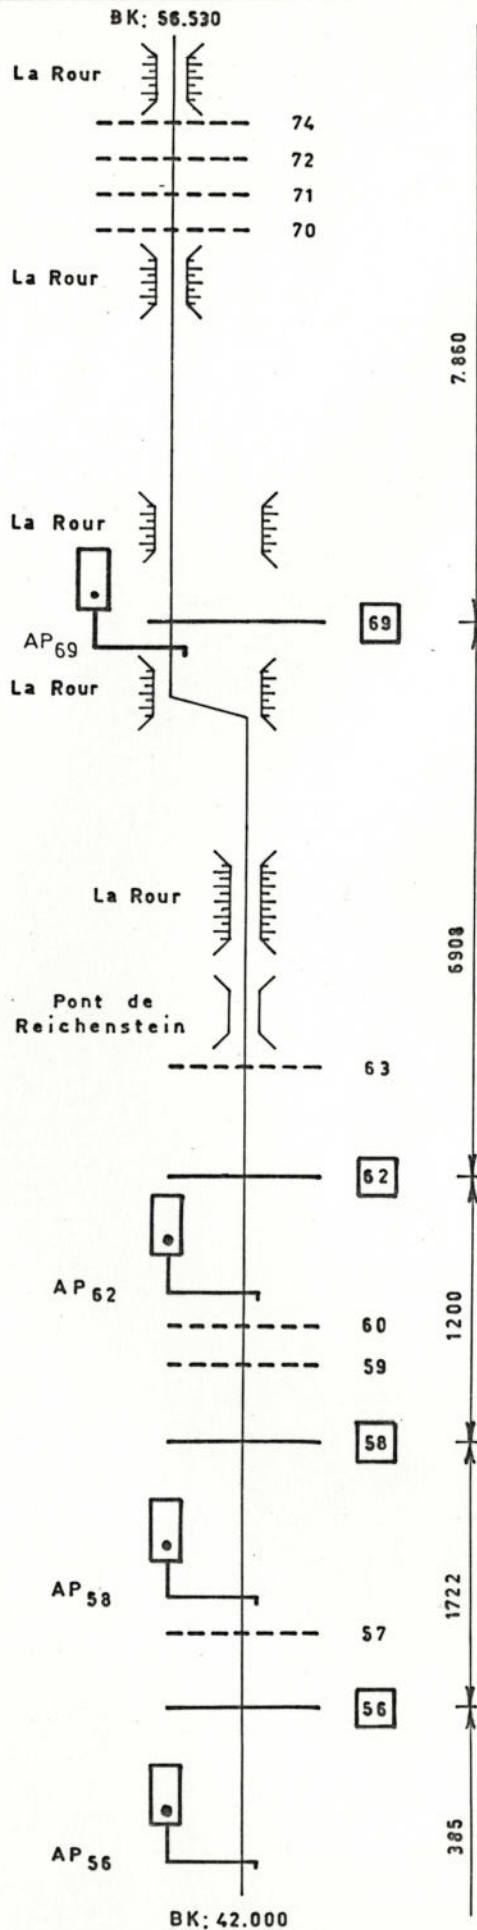 BK: 56.530
La Rour
74
72
71
70
La Rour
7.860
La Rour
69
AP69
La Rour
La Rour
6908
Pont de
Reichenstein
63
62
AP62
60
1200
59
58
AP58
1722
57
56
AP56
385
BK: 42.000